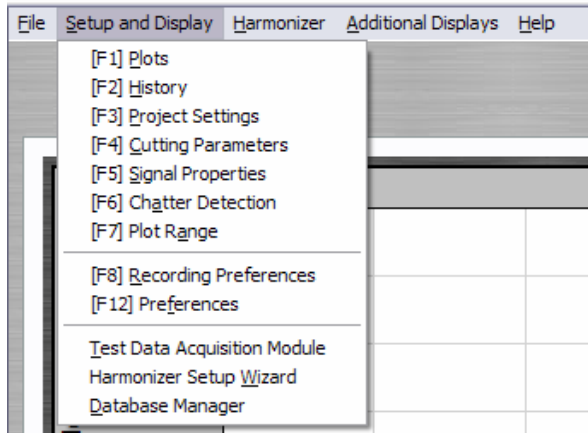 File Setup and Display Harmonizer Additional Displays Help
[F1] Plots
[F2] History
[F3] Project Settings
[F4] Cutting Parameters
[F5] Signal Properties
[F6] Chatter Detection
[F7] Plot Range
[F8] Recording Preferences
[F12] Preferences
Test Data Acquisition Module
Harmonizer Setup Wizard
Database Manager